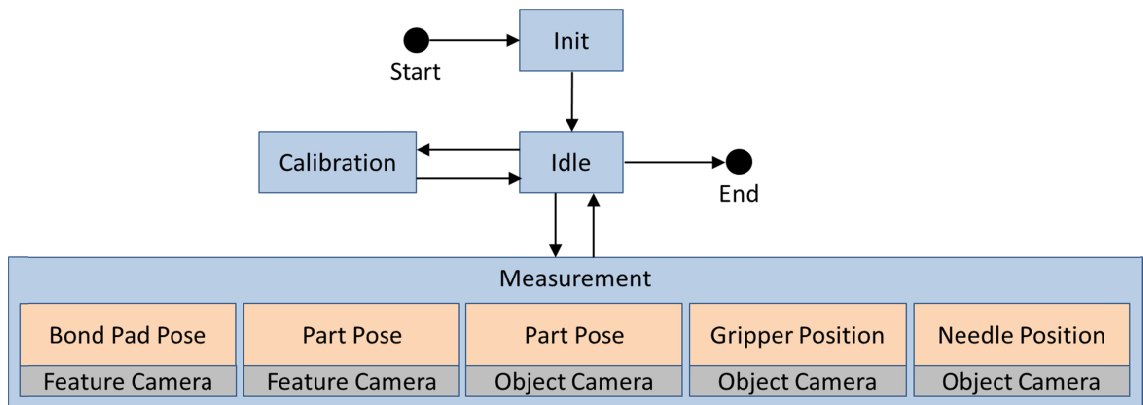 Init
Start
Calibration
Idle
End
Measurement
Bond Pad Pose
Feature Camera
Part Pose
Feature Camera
Part Pose
Object Camera
Gripper Position
Object Camera
Needle Position
Object Camera